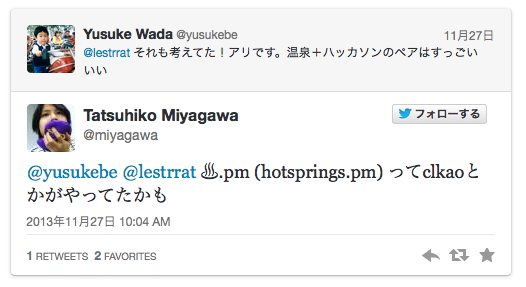 Yusuke Wada @yusukebe 11月27日
@lestrrat それも考えてた！アリです。温泉＋ハッカソンのペアはすっごい
いい
Tatsuhiko Miyagawa
@miyagawa
フォローする
@yusukebe @lestrrat ♨.pm (hotsprings.pm) ってclkaoと
かがやってたかも
2013年11月27日 10:04 AM
1 RETWEETS 2 FAVORITES